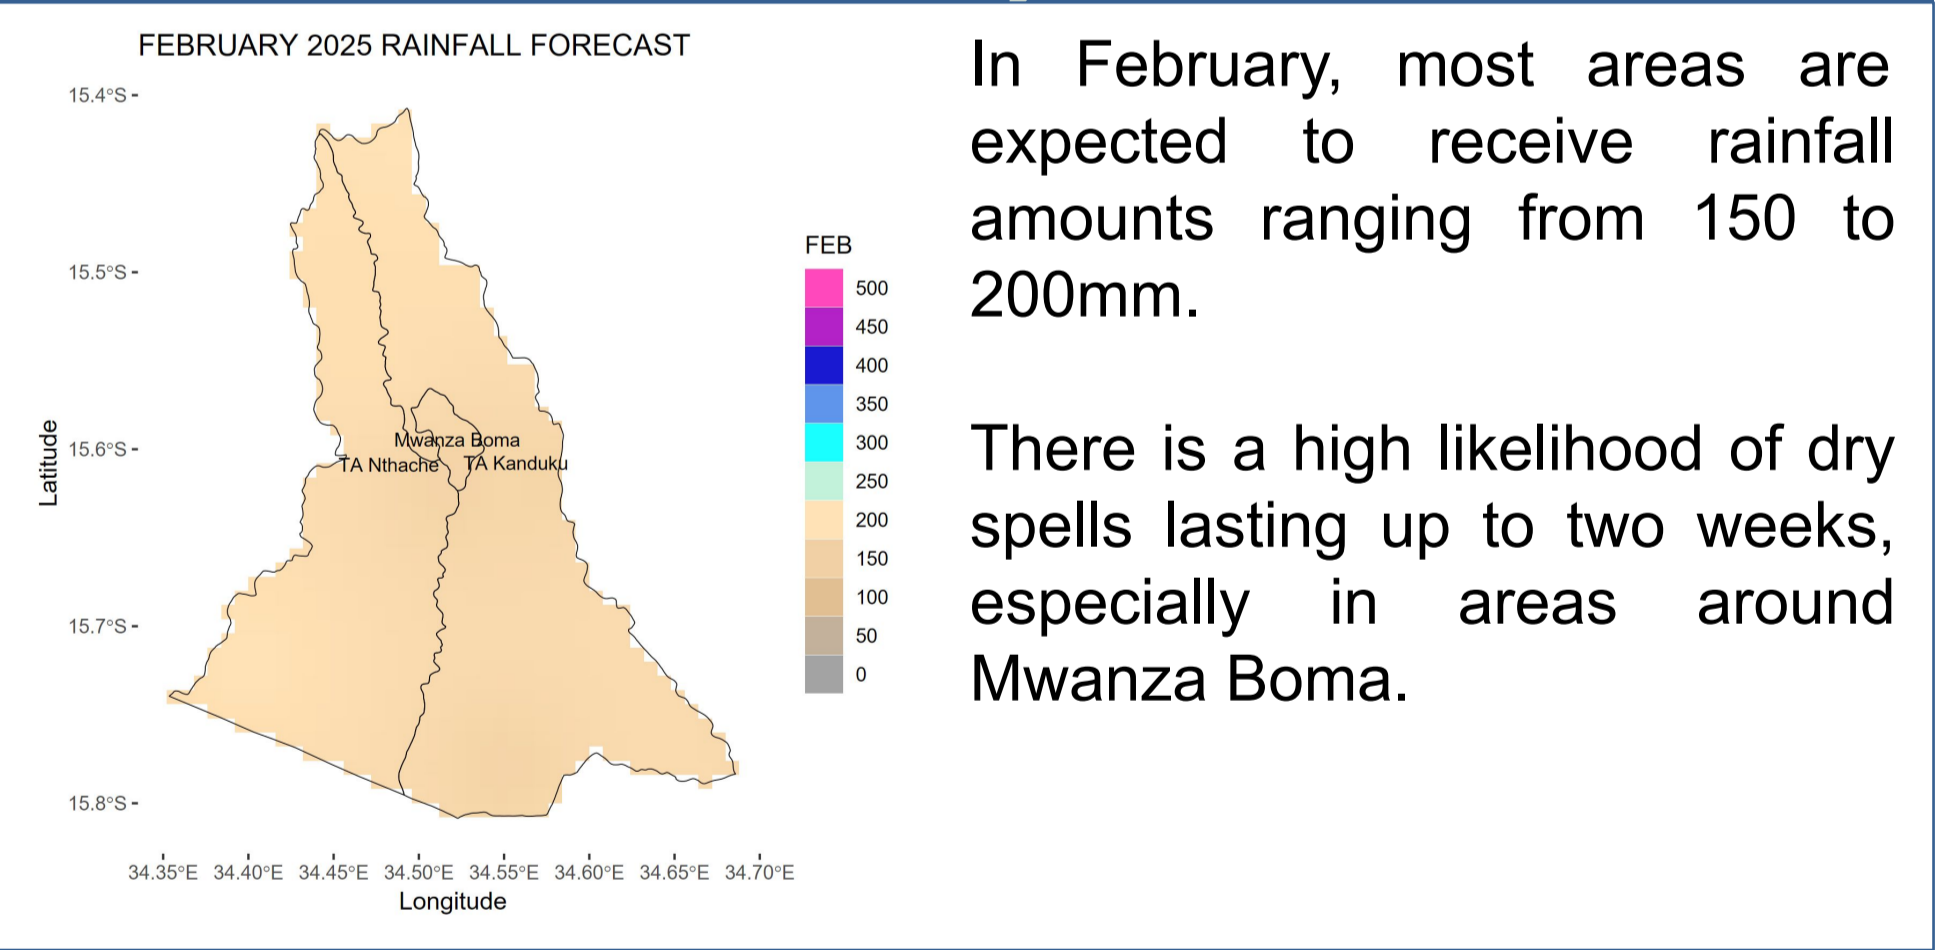 FEBRUARY 2025 RAINFALL FORECAST
15.4°S
15.5°S
15.6°S
15.7°S
15.8°S
Latitude
Mwanza Boma
TA Nthache
TA Kanduku
34.35°E 34.40°E 34.45°E 34.50°E 34.55°E 34.60°E 34.65°E 34.70°E
Longitude
FEB
500
450
400
350
300
250
200
150
100
50
0
In February, most areas are
expected to receive rainfall
amounts ranging from 150 to
200mm.
There is a high likelihood of dry
spells lasting up to two weeks,
especially in areas around
Mwanza Boma.